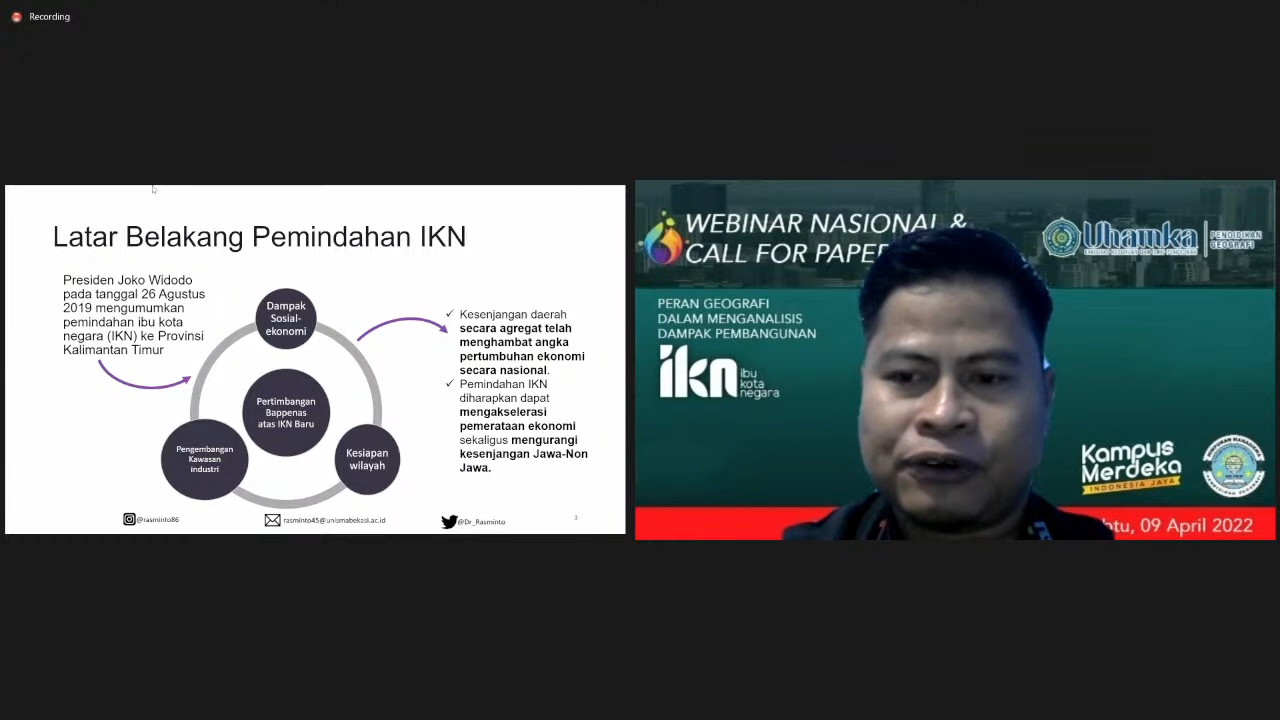 Recording
Latar Belakang Pemindahan IKN
Presiden Joko Widodo
pada tanggal 26 Agustus
2019 mengumumkan
pemindahan ibu kota
negara (IKN) ke Provinsi
Kalimantan Timur
Dampak
Sosial-
ekonomi
Pertimbangan
Bappenas
atas IKN Baru
Pengembangan
Kawasan
industri
Kesiapan
wilayah
✓ Kesenjangan daerah
secara agregat telah
menghambat angka
pertumbuhan ekonomi
secara nasional.
✓ Pemindahan IKN
diharapkan dapat
mengakselerasi
pemerataan ekonomi
sekaligus mengurangi
kesenjangan Jawa-Non
Jawa.
@rasminto86
rasminto45@unismabekasi.ac.id
@Dr_Rasminto
3
WEBINAR NASIONAL &
CALL FOR PAPER
Uhamka
PENDIDIKAN
GEOGRAFI
PERAN GEOGRAFI
DALAM MENGANALISIS
DAMPAK PEMBANGUNAN
ikn
ibu
kota
negara
Kampus
Merdeka
INDONESIA JAYA
btu, 09 April 2022